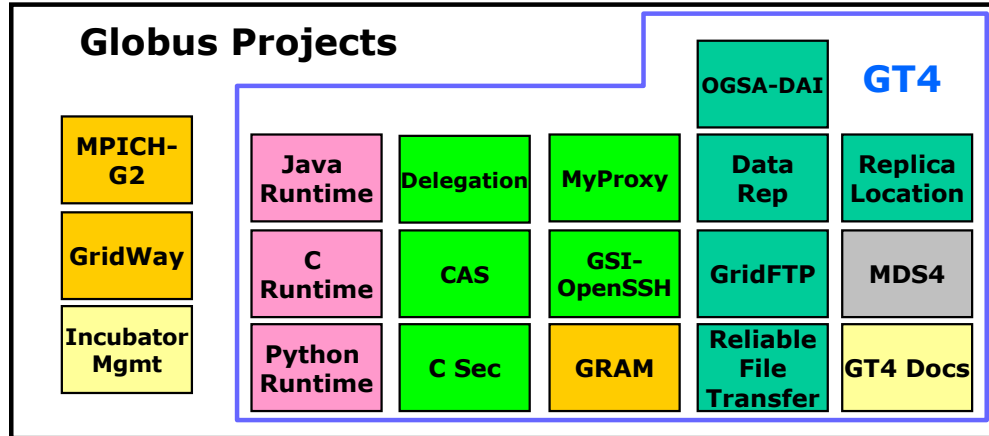 Globus Projects
GT4
OGSA-DAI
MPICH-
G2
Java
Runtime
Delegation
MyProxy
Data
Rep
Replica
Location
GridWay
C
Runtime
CAS
GSI-
OpenSSH
GridFTP
MDS4
Incubator
Mgmt
Python
Runtime
C Sec
GRAM
Reliable
File
Transfer
GT4 Docs